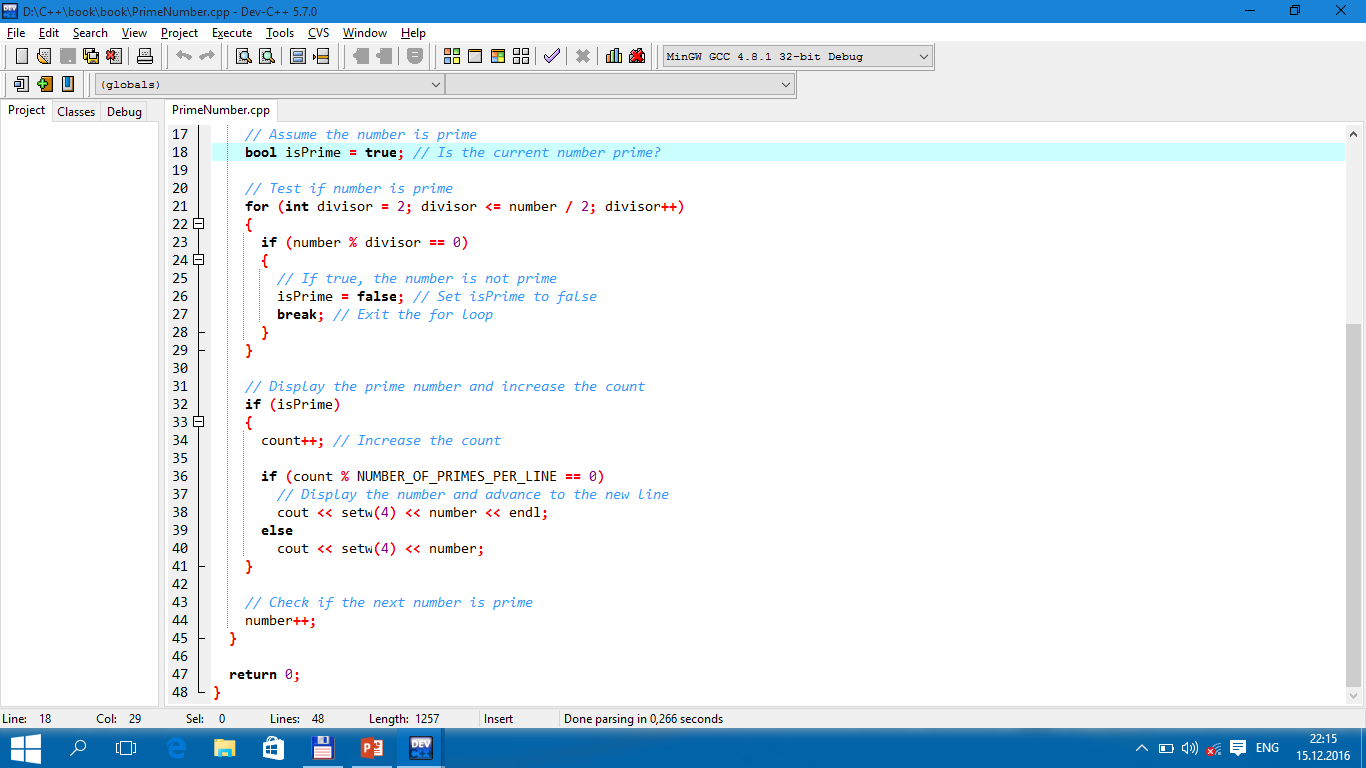 D:\C++\book\book\PrimeNumber.cpp - Dev-C++ 5.7.0
File Edit Search View Project Execute Tools CVS Window Help
MinGW GCC 4.8.1 32-bit Debug
(globals)
Project Classes Debug PrimeNumber.cpp
17 // Assume the number is prime
18 bool isPrime = true; // Is the current number prime?
19
20 // Test if number is prime
21 for (int divisor = 2; divisor <= number / 2; divisor++)
22 {
23 if (number % divisor == 0)
24 {
25 // If true, the number is not prime
26 isPrime = false; // Set isPrime to false
27 break; // Exit the for loop
28 }
29 }
30
31 // Display the prime number and increase the count
32 if (isPrime)
33 {
34 count++; // Increase the count
35
36 if (count % NUMBER_OF_PRIMES_PER_LINE == 0)
37 // Display the number and advance to the new line
38 cout << setw(4) << number << endl;
39 else
40 cout << setw(4) << number;
41 }
42
43 // Check if the next number is prime
44 number++;
45 }
46
47 return 0;
48 }
Line: 18 Col: 29 Sel: 0 Lines: 48 Length: 1257 Insert Done parsing in 0,266 seconds
DEV C++
ENG
22:15
15.12.2016